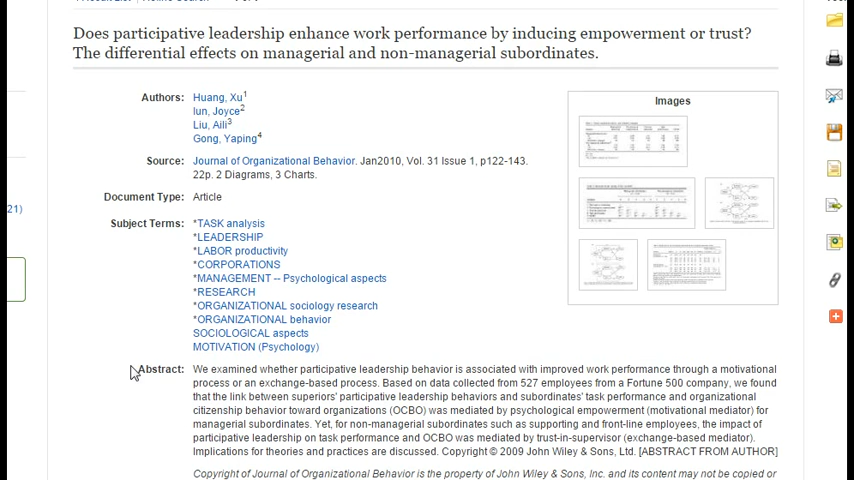 Does participative leadership enhance work performance by inducing empowerment or trust?
The differential effects on managerial and non-managerial subordinates.
Authors: Huang, Xu1
Iun, Joyce2
Liu, Aili3
Gong, Yaping4
Images
Source: Journal of Organizational Behavior. Jan2010, Vol. 31 Issue 1, p122-143.
22p. 2 Diagrams, 3 Charts.
Document Type: Article
21)
Subject Terms: *TASK analysis
*LEADERSHIP
*LABOR productivity
*CORPORATIONS
*MANAGEMENT -- Psychological aspects
*RESEARCH
*ORGANIZATIONAL sociology research
*ORGANIZATIONAL behavior
SOCIOLOGICAL aspects
MOTIVATION (Psychology)
Abstract: We examined whether participative leadership behavior is associated with improved work performance through a motivational
process or an exchange-based process. Based on data collected from 527 employees from a Fortune 500 company, we found
that the link between superiors' participative leadership behaviors and subordinates' task performance and organizational
citizenship behavior toward organizations (OCBO) was mediated by psychological empowerment (motivational mediator) for
managerial subordinates. Yet, for non-managerial subordinates such as supporting and front-line employees, the impact of
participative leadership on task performance and OCBO was mediated by trust-in-supervisor (exchange-based mediator).
Implications for theories and practices are discussed. Copyright © 2009 John Wiley & Sons, Ltd. [ABSTRACT FROM AUTHOR]
Copyright of Journal of Organizational Behavior is the property of John Wiley & Sons, Inc. and its content may not be copied or